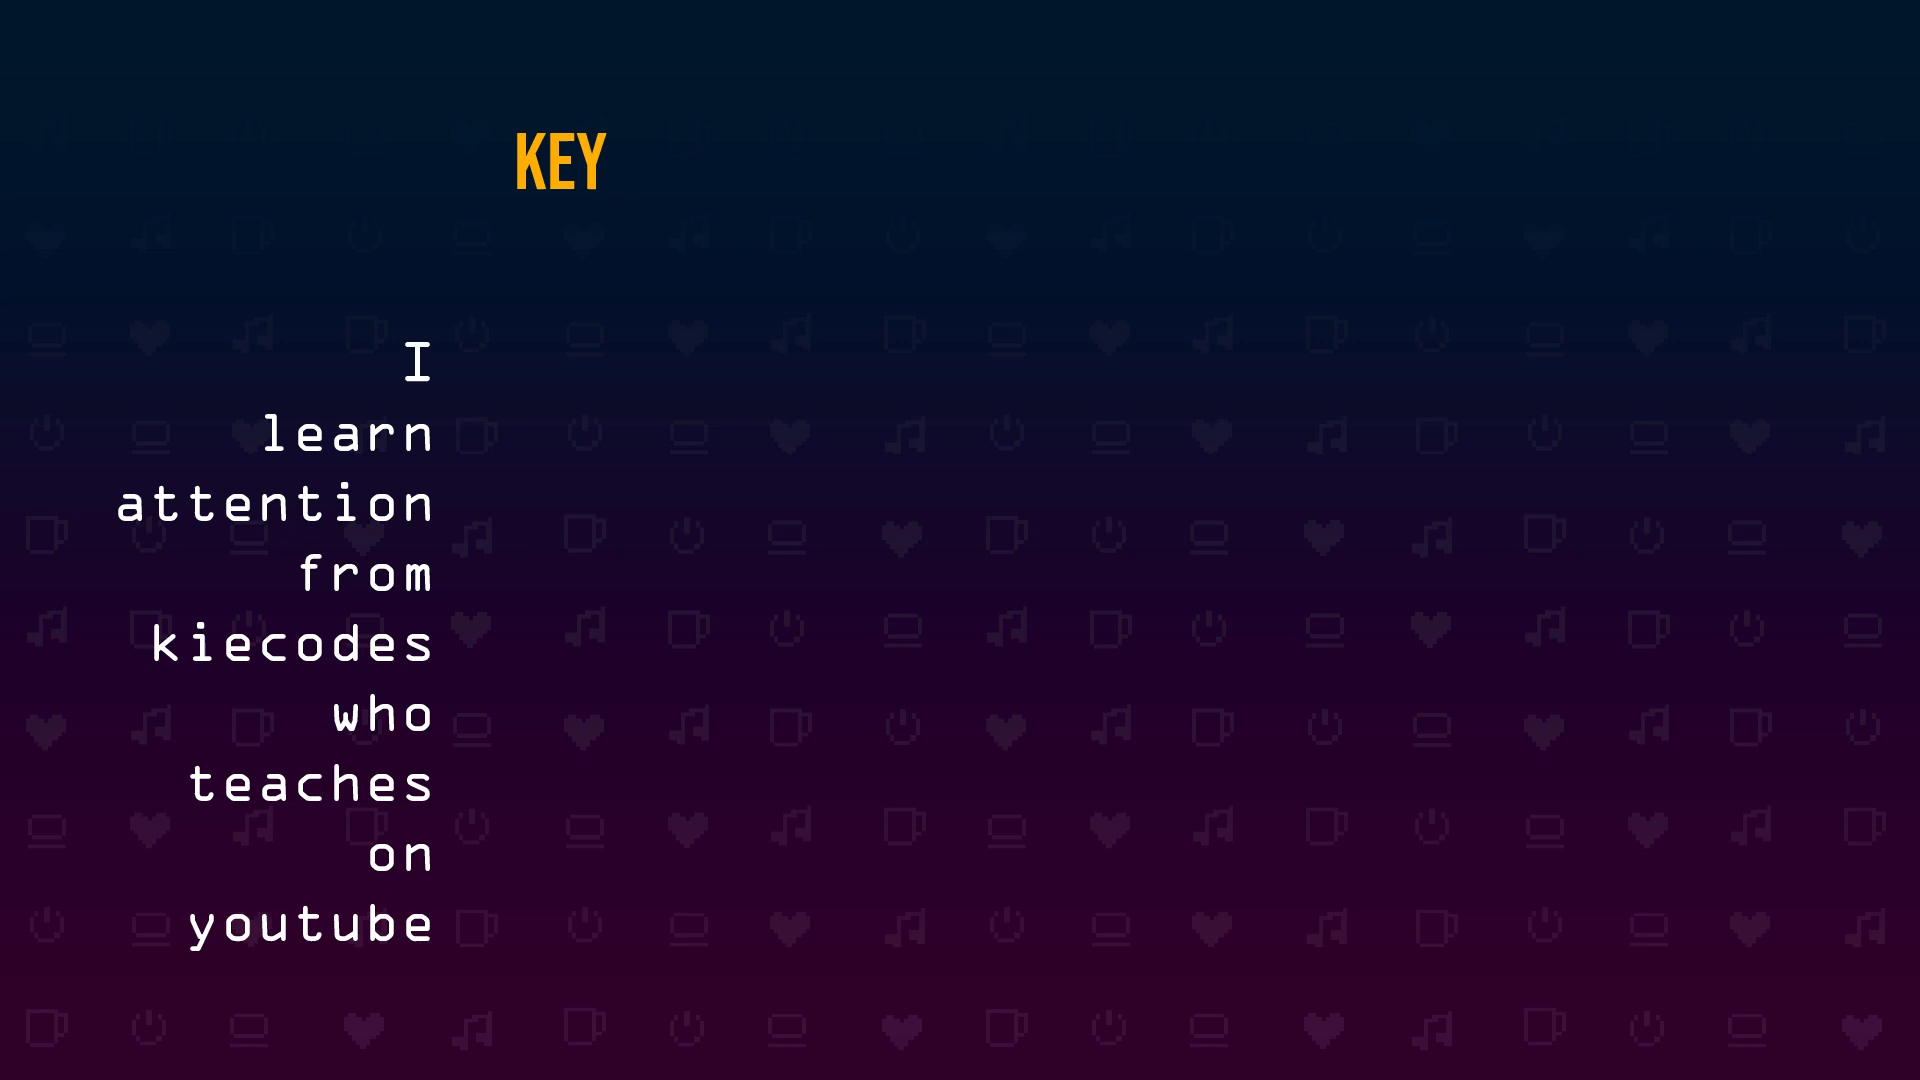 KEY
I
learn
attention
from
kiecodes
who
teaches
on
youtube